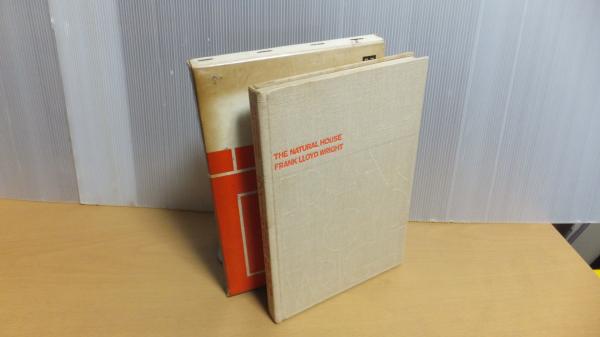 THE NATURAL HOUSE
FRANK LLOYD WRIGHT